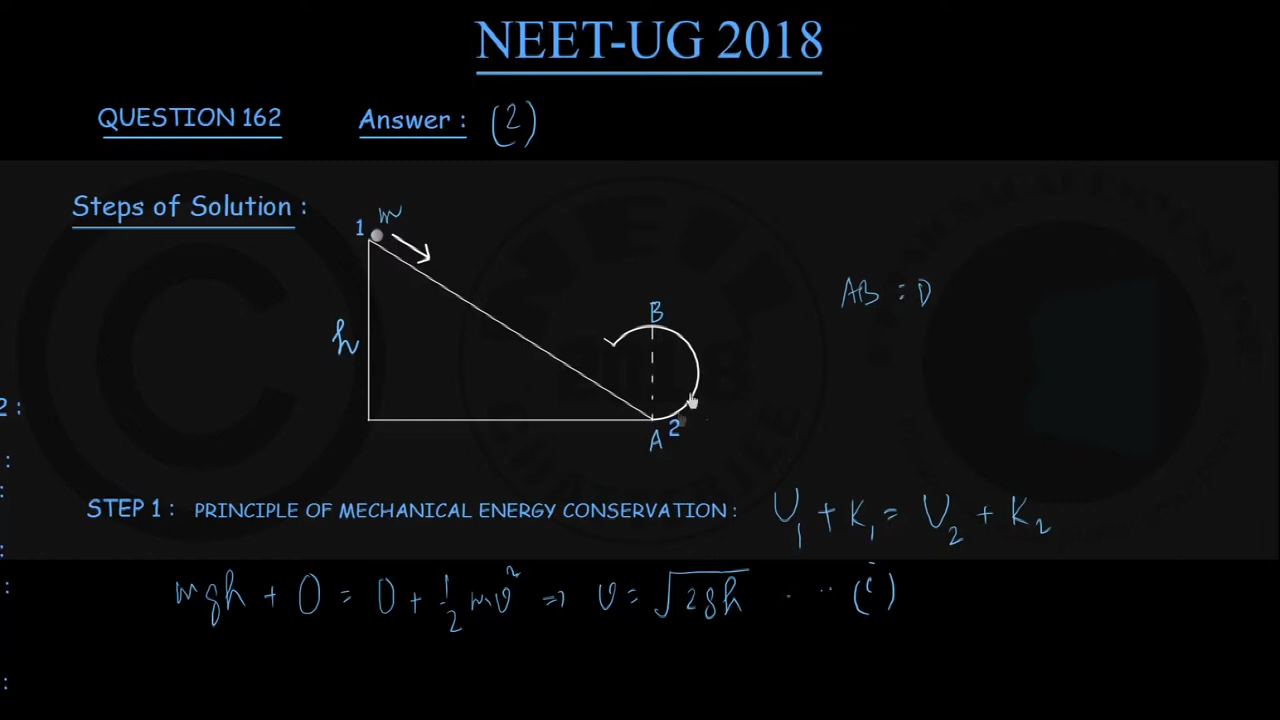 NEET-UG 2018
QUESTION 162 Answer : (2)
Steps of Solution :
m
1
h
B
AB = D
A 2
2 :
:
:
STEP 1 : PRINCIPLE OF MECHANICAL ENERGY CONSERVATION : U₁ + K₁ = U₂ + K₂
:
: mgh + 0 = 0 + 1/2 mv² ⇒ v = √2gh ... (i)
: